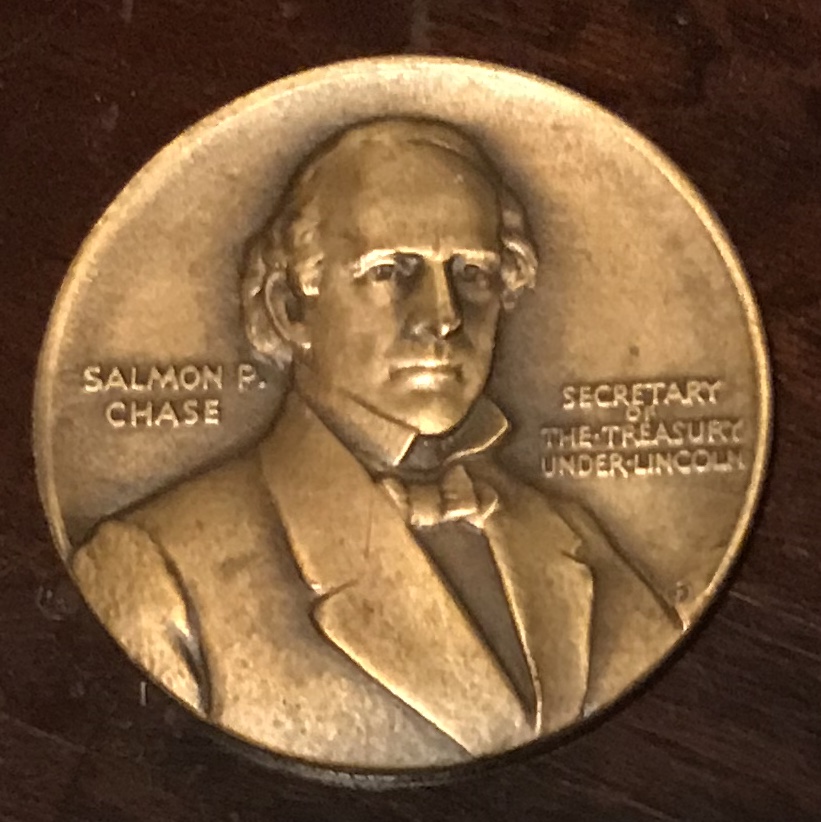 SALMON P.
CHASE
SECRETARY
OF
THE·TREASURY
UNDER·LINCOLN